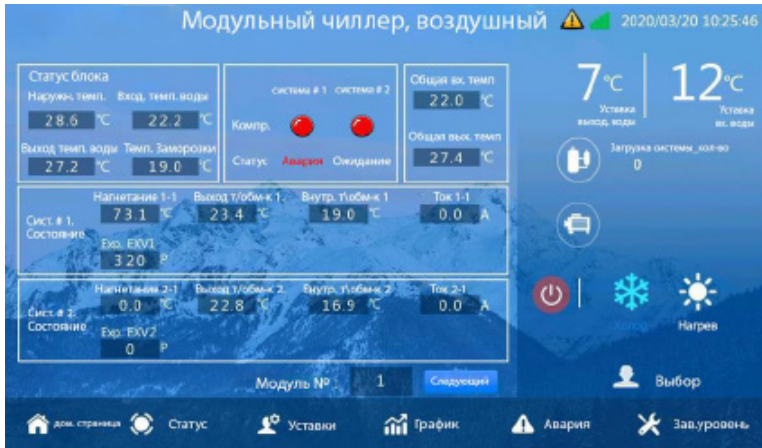 Модульный чиллер, воздушный
2020/03/20 10:25:46
Статус блока
Наружн. темп. Вход. темп. воды
28.6 °C 22.2 °C
Выход темп. воды Темп. Заморозки
27.2 °C 19.0 °C
система # 1 система # 2
Компр.
Статус Авария Ожидание
Общая вх. темп
22.0 °C
Общая вых. темп
27.4 °C
7°C 12°C
Уставка выход. воды
Уставка вх. воды
Загрузка системы_кол-во
0
Сист. # 1. Состояние
Нагнетание 1-1 Выход т/обм-к 1. Внутр. т\обм-к 1 Ток 1-1
73.1 °C 23.4 °C 19.0 °C 0.0 A
Exp. EXV1
320 P
Сист. # 2. Состояние
Нагнетание 2-1 Выход т/обм-к 2. Внутр. т\обм-к 2 Ток 2-1
0.0 °C 22.8 °C 16.9 °C 0.0 A
Exp. EXV2
0 P
Холод Нагрев
Модуль № 1 Следующий
Выбор
дом. страница Статус Уставки График Авария Зав.уровень